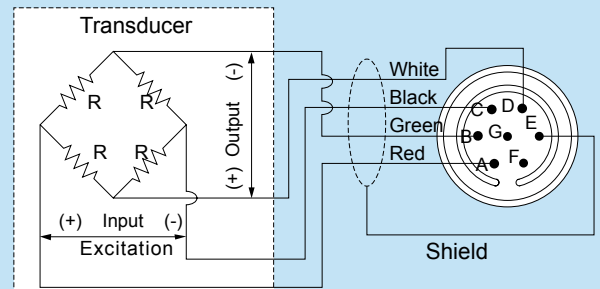 Transducer
R
R
R
R
(-)
Output
(+)
(+) Input (-)
Excitation
White
Black
Green
Red
C
D
E
B
G
A
F
Shield